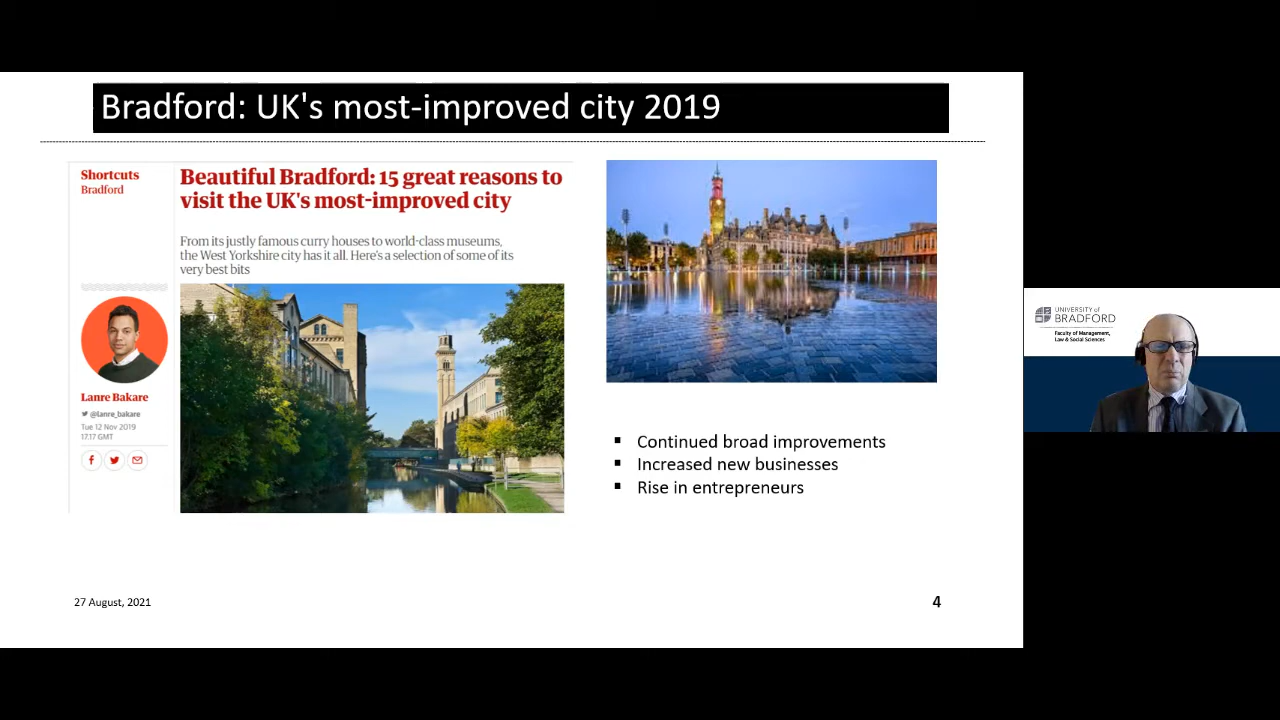 Bradford: UK's most-improved city 2019
Shortcuts
Bradford
Beautiful Bradford: 15 great reasons to
visit the UK's most-improved city
From its justly famous curry houses to world-class museums,
the West Yorkshire city has it all. Here's a selection of some of its
very best bits
Lanre Bakare
@lanre_bakare
Tue 12 Nov 2019
17.17 GMT
▪ Continued broad improvements
▪ Increased new businesses
▪ Rise in entrepreneurs
27 August, 2021
4
UNIVERSITY of
BRADFORD
Faculty of Management,
Law & Social Sciences